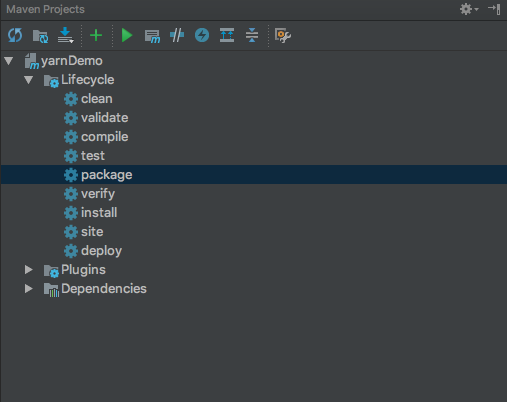 Maven Projects
yarnDemo
Lifecycle
clean
validate
compile
test
package
verify
install
site
deploy
Plugins
Dependencies